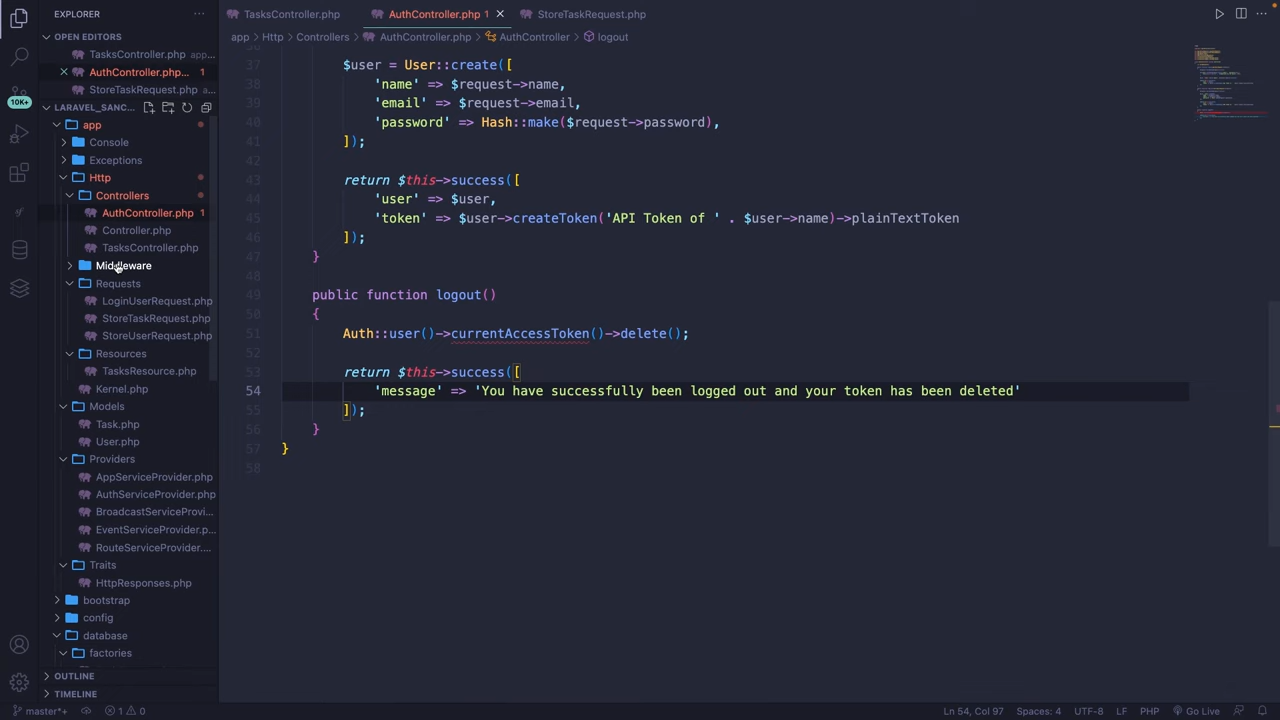 EXPLORER
OPEN EDITORS
TasksController.php app...
AuthController.php... 1
StoreTaskRequest.php a...
10K+
LARAVEL_SANC...
app
Console
Exceptions
Http
Controllers
AuthController.php 1
Controller.php
TasksController.php
Middleware
Requests
LoginUserRequest.php
StoreTaskRequest.php
StoreUserRequest.php
Resources
TasksResource.php
Kernel.php
Models
Task.php
User.php
Providers
AppServiceProvider.php
AuthServiceProvider.php
BroadcastServiceProvi...
EventServiceProvider.p...
RouteServiceProvider....
Traits
HttpResponses.php
bootstrap
config
database
factories
OUTLINE
TIMELINE
TasksController.php
AuthController.php 1
StoreTaskRequest.php
app > Http > Controllers > AuthController.php > AuthController > logout
37 $user = User::create([
38 'name' => $request->name,
39 'email' => $request->email,
40 'password' => Hash::make($request->password),
41 ]);
42
43 return $this->success([
44 'user' => $user,
45 'token' => $user->createToken('API Token of ' . $user->name)->plainTextToken
46 ]);
47 }
48
49 public function logout()
50 {
51 Auth::user()->currentAccessToken()->delete();
52
53 return $this->success([
54 'message' => 'You have successfully been logged out and your token has been deleted'
55 ]);
56 }
57 }
58
master*+
1 0
Ln 54, Col 97
Spaces: 4
UTF-8
LF
PHP
Go Live